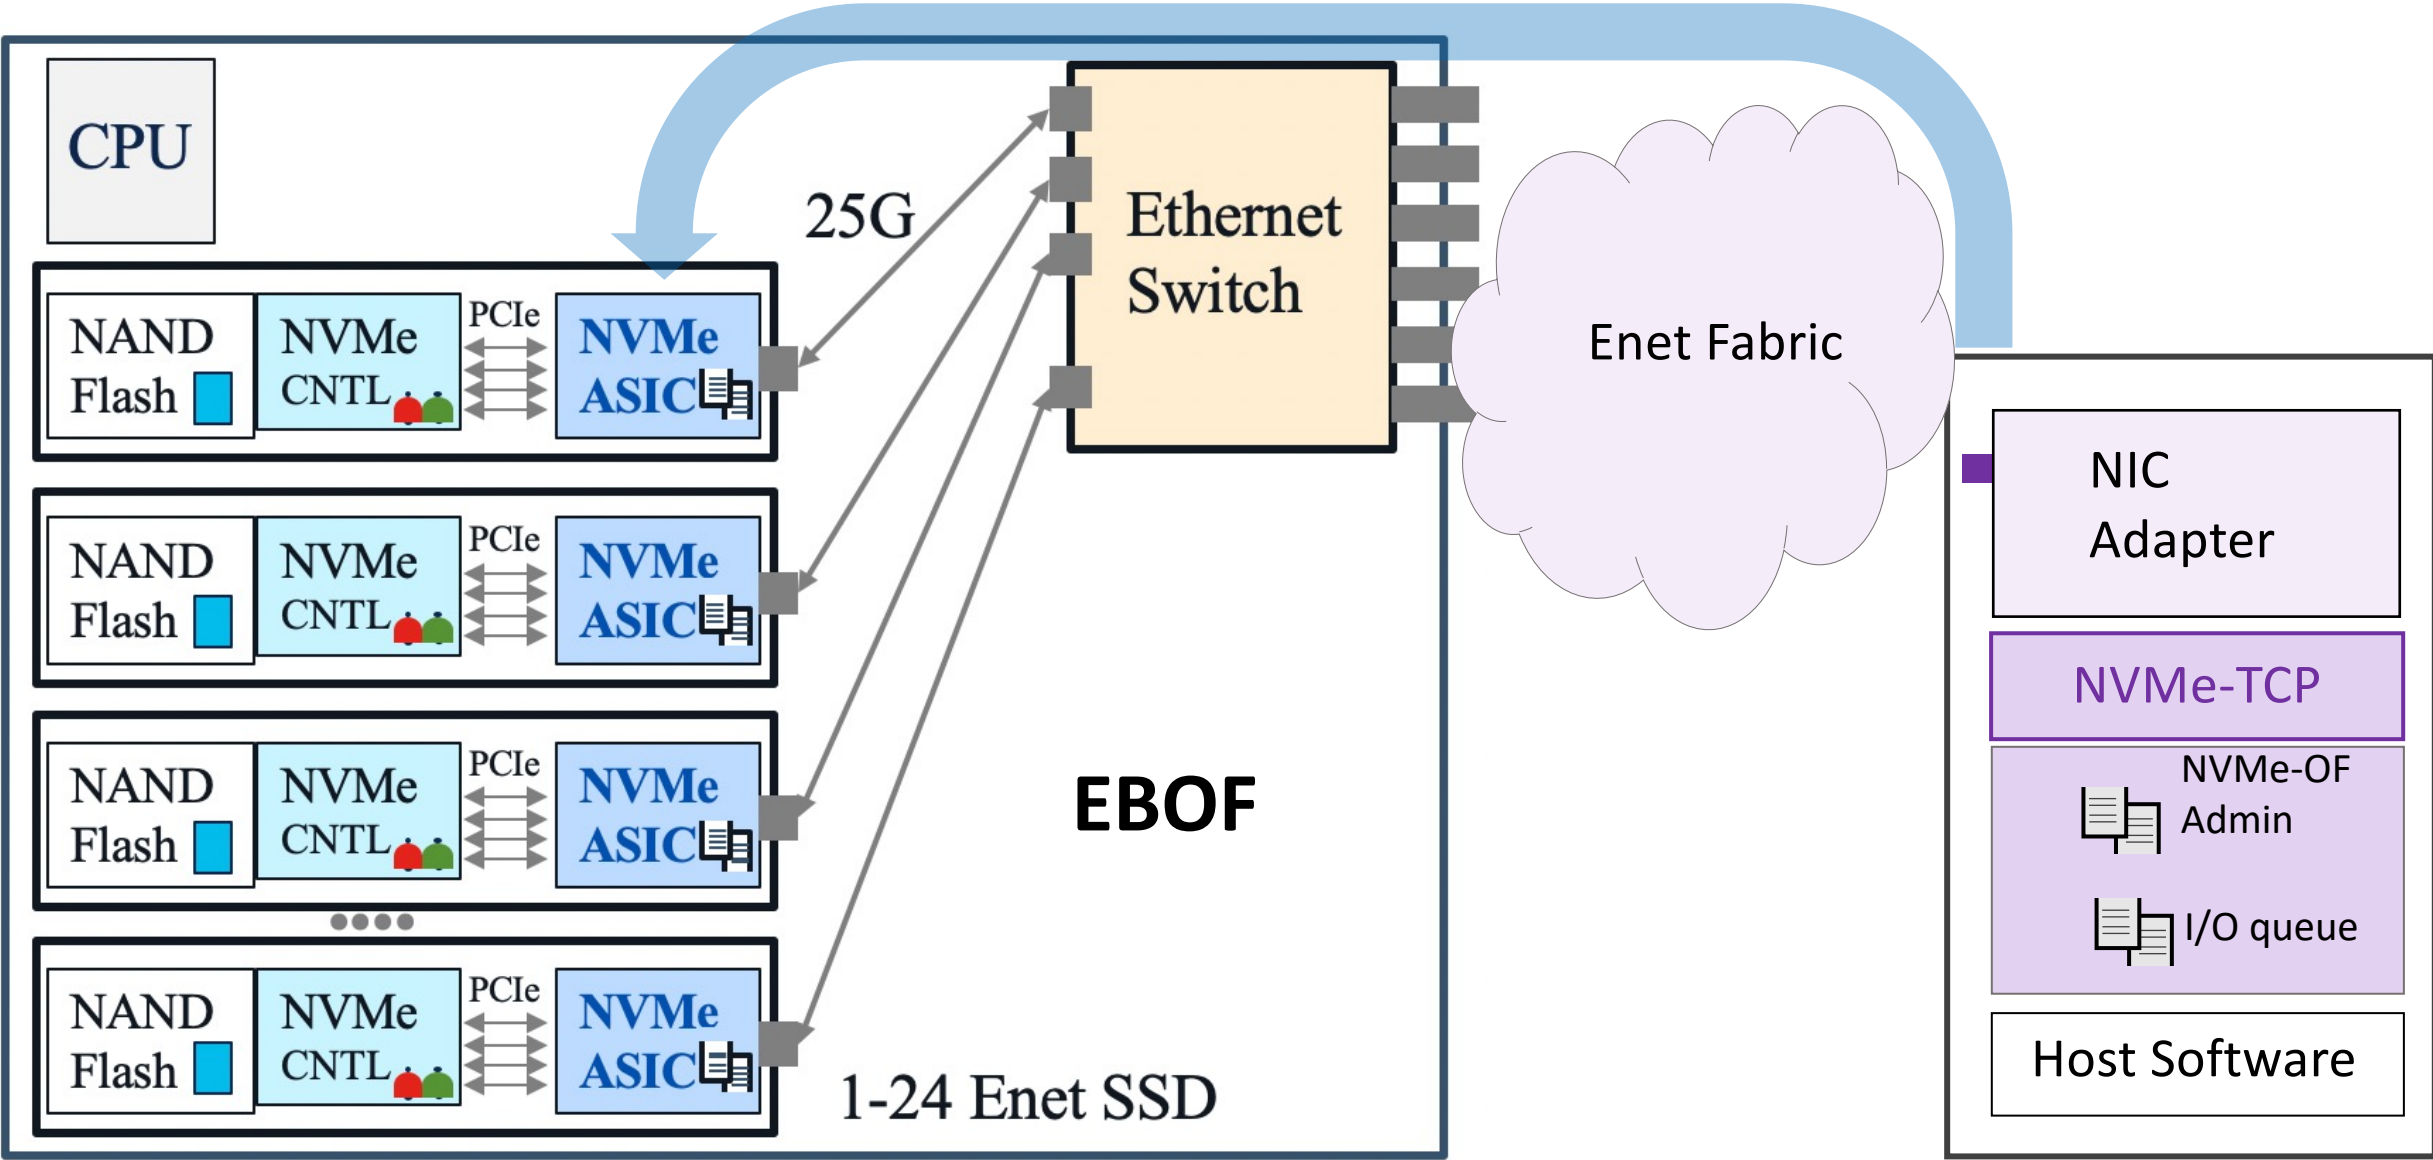 CPU
25G
Ethernet
Switch
Enet Fabric
NAND
Flash
NVMe
CNTL
PCIe
NVMe
ASIC
NAND
Flash
NVMe
CNTL
PCIe
NVMe
ASIC
NAND
Flash
NVMe
CNTL
PCIe
NVMe
ASIC
NAND
Flash
NVMe
CNTL
PCIe
NVMe
ASIC
EBOF
1-24 Enet SSD
NIC
Adapter
NVMe-TCP
NVMe-OF
Admin
I/O queue
Host Software